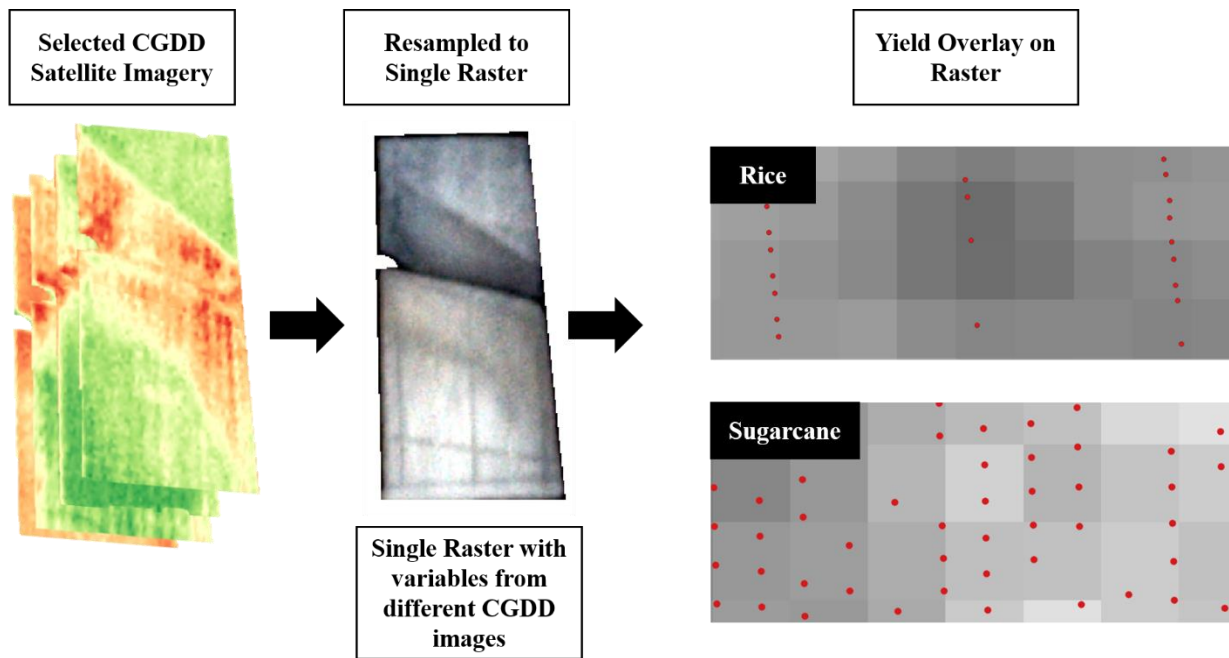 Selected CGDD
Satellite Imagery
Resampled to
Single Raster
Yield Overlay on
Raster
Rice
Sugarcane
Single Raster with
variables from
different CGDD
images